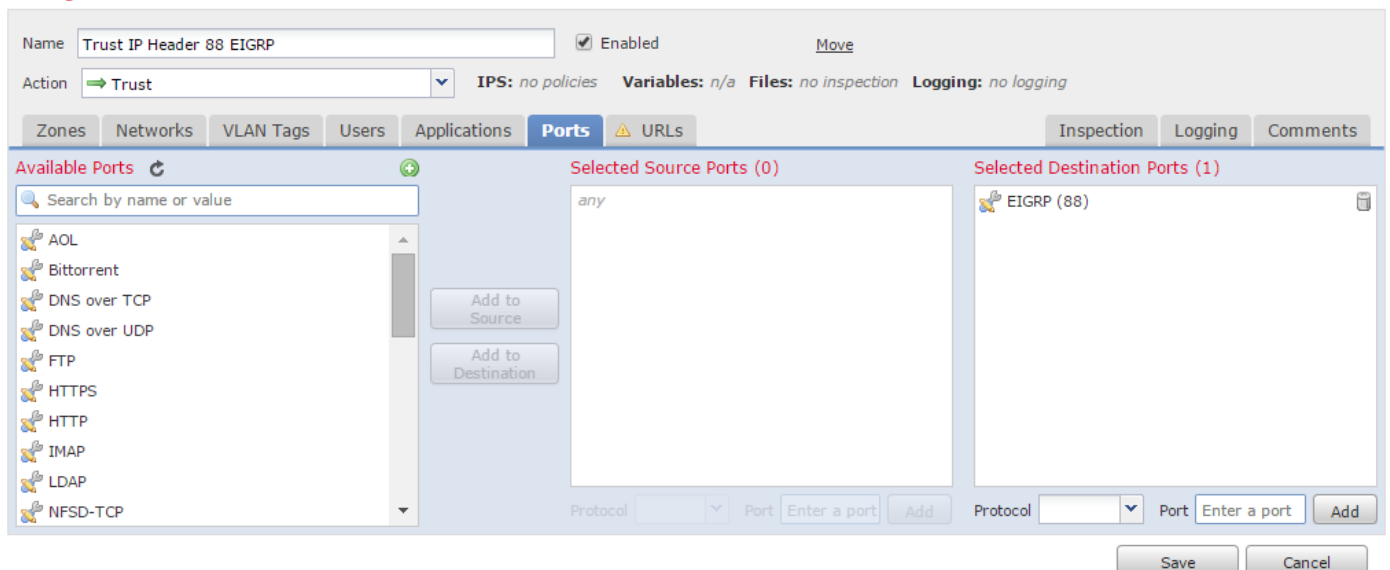 Name Trust IP Header 88 EIGRP Enabled Move
Action Trust IPS: no policies Variables: n/a Files: no inspection Logging: no logging
Zones Networks VLAN Tags Users Applications Ports URLs Inspection Logging Comments
Available Ports Selected Source Ports (0) Selected Destination Ports (1)
Search by name or value any EIGRP (88)
AOL
Bittorrent
DNS over TCP
DNS over UDP
FTP
HTTPS
HTTP
IMAP
LDAP
NFSD-TCP
Add to
Source
Add to
Destination
Protocol Port Enter a port Add Protocol Port Enter a port Add
Save Cancel